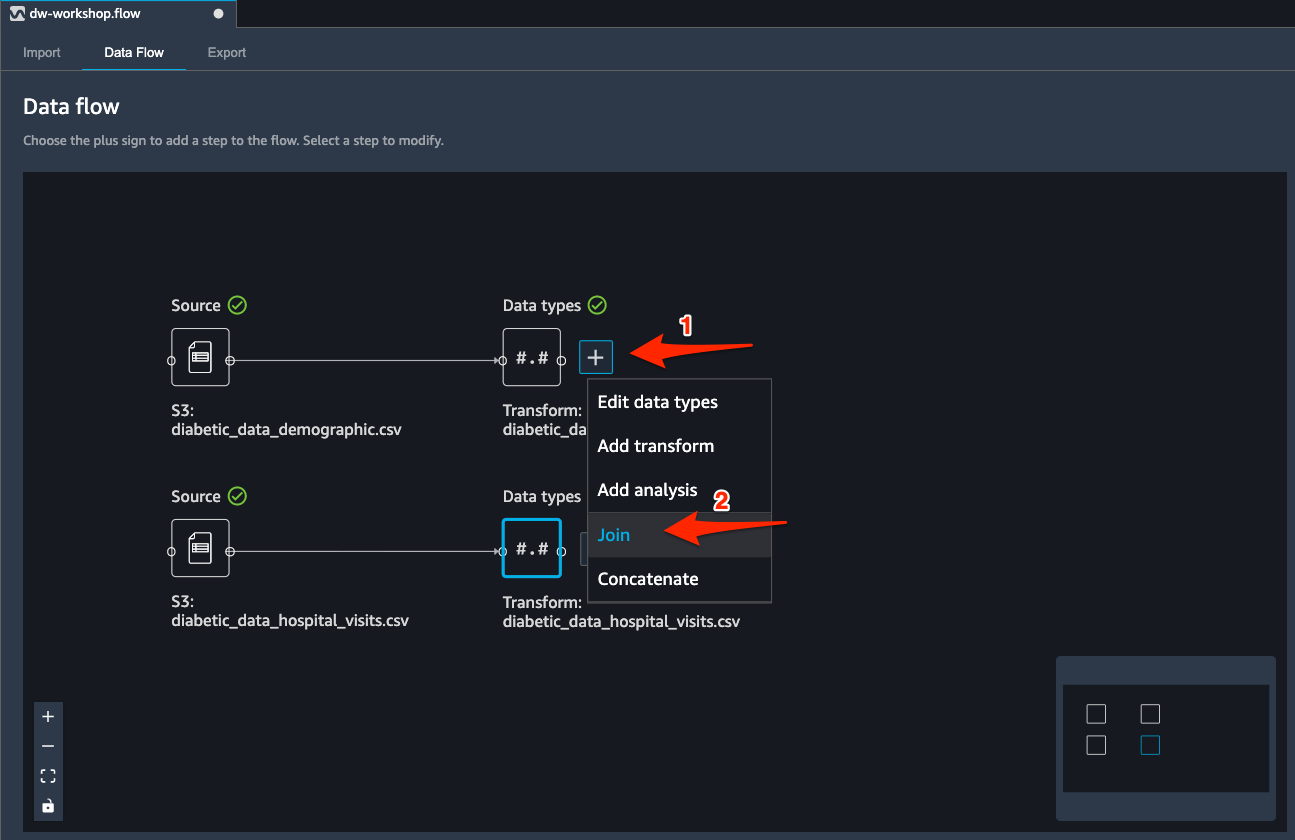 dw-workshop.flow
Import
Data Flow
Export
Data flow
Choose the plus sign to add a step to the flow. Select a step to modify.
Source
Data types
1
#.#
S3:
diabetic_data_demographic.csv
Transform:
diabetic_da
Edit data types
Add transform
Add analysis
2
Join
Concatenate
Source
Data types
#.#
S3:
diabetic_data_hospital_visits.csv
Transform:
diabetic_data_hospital_visits.csv